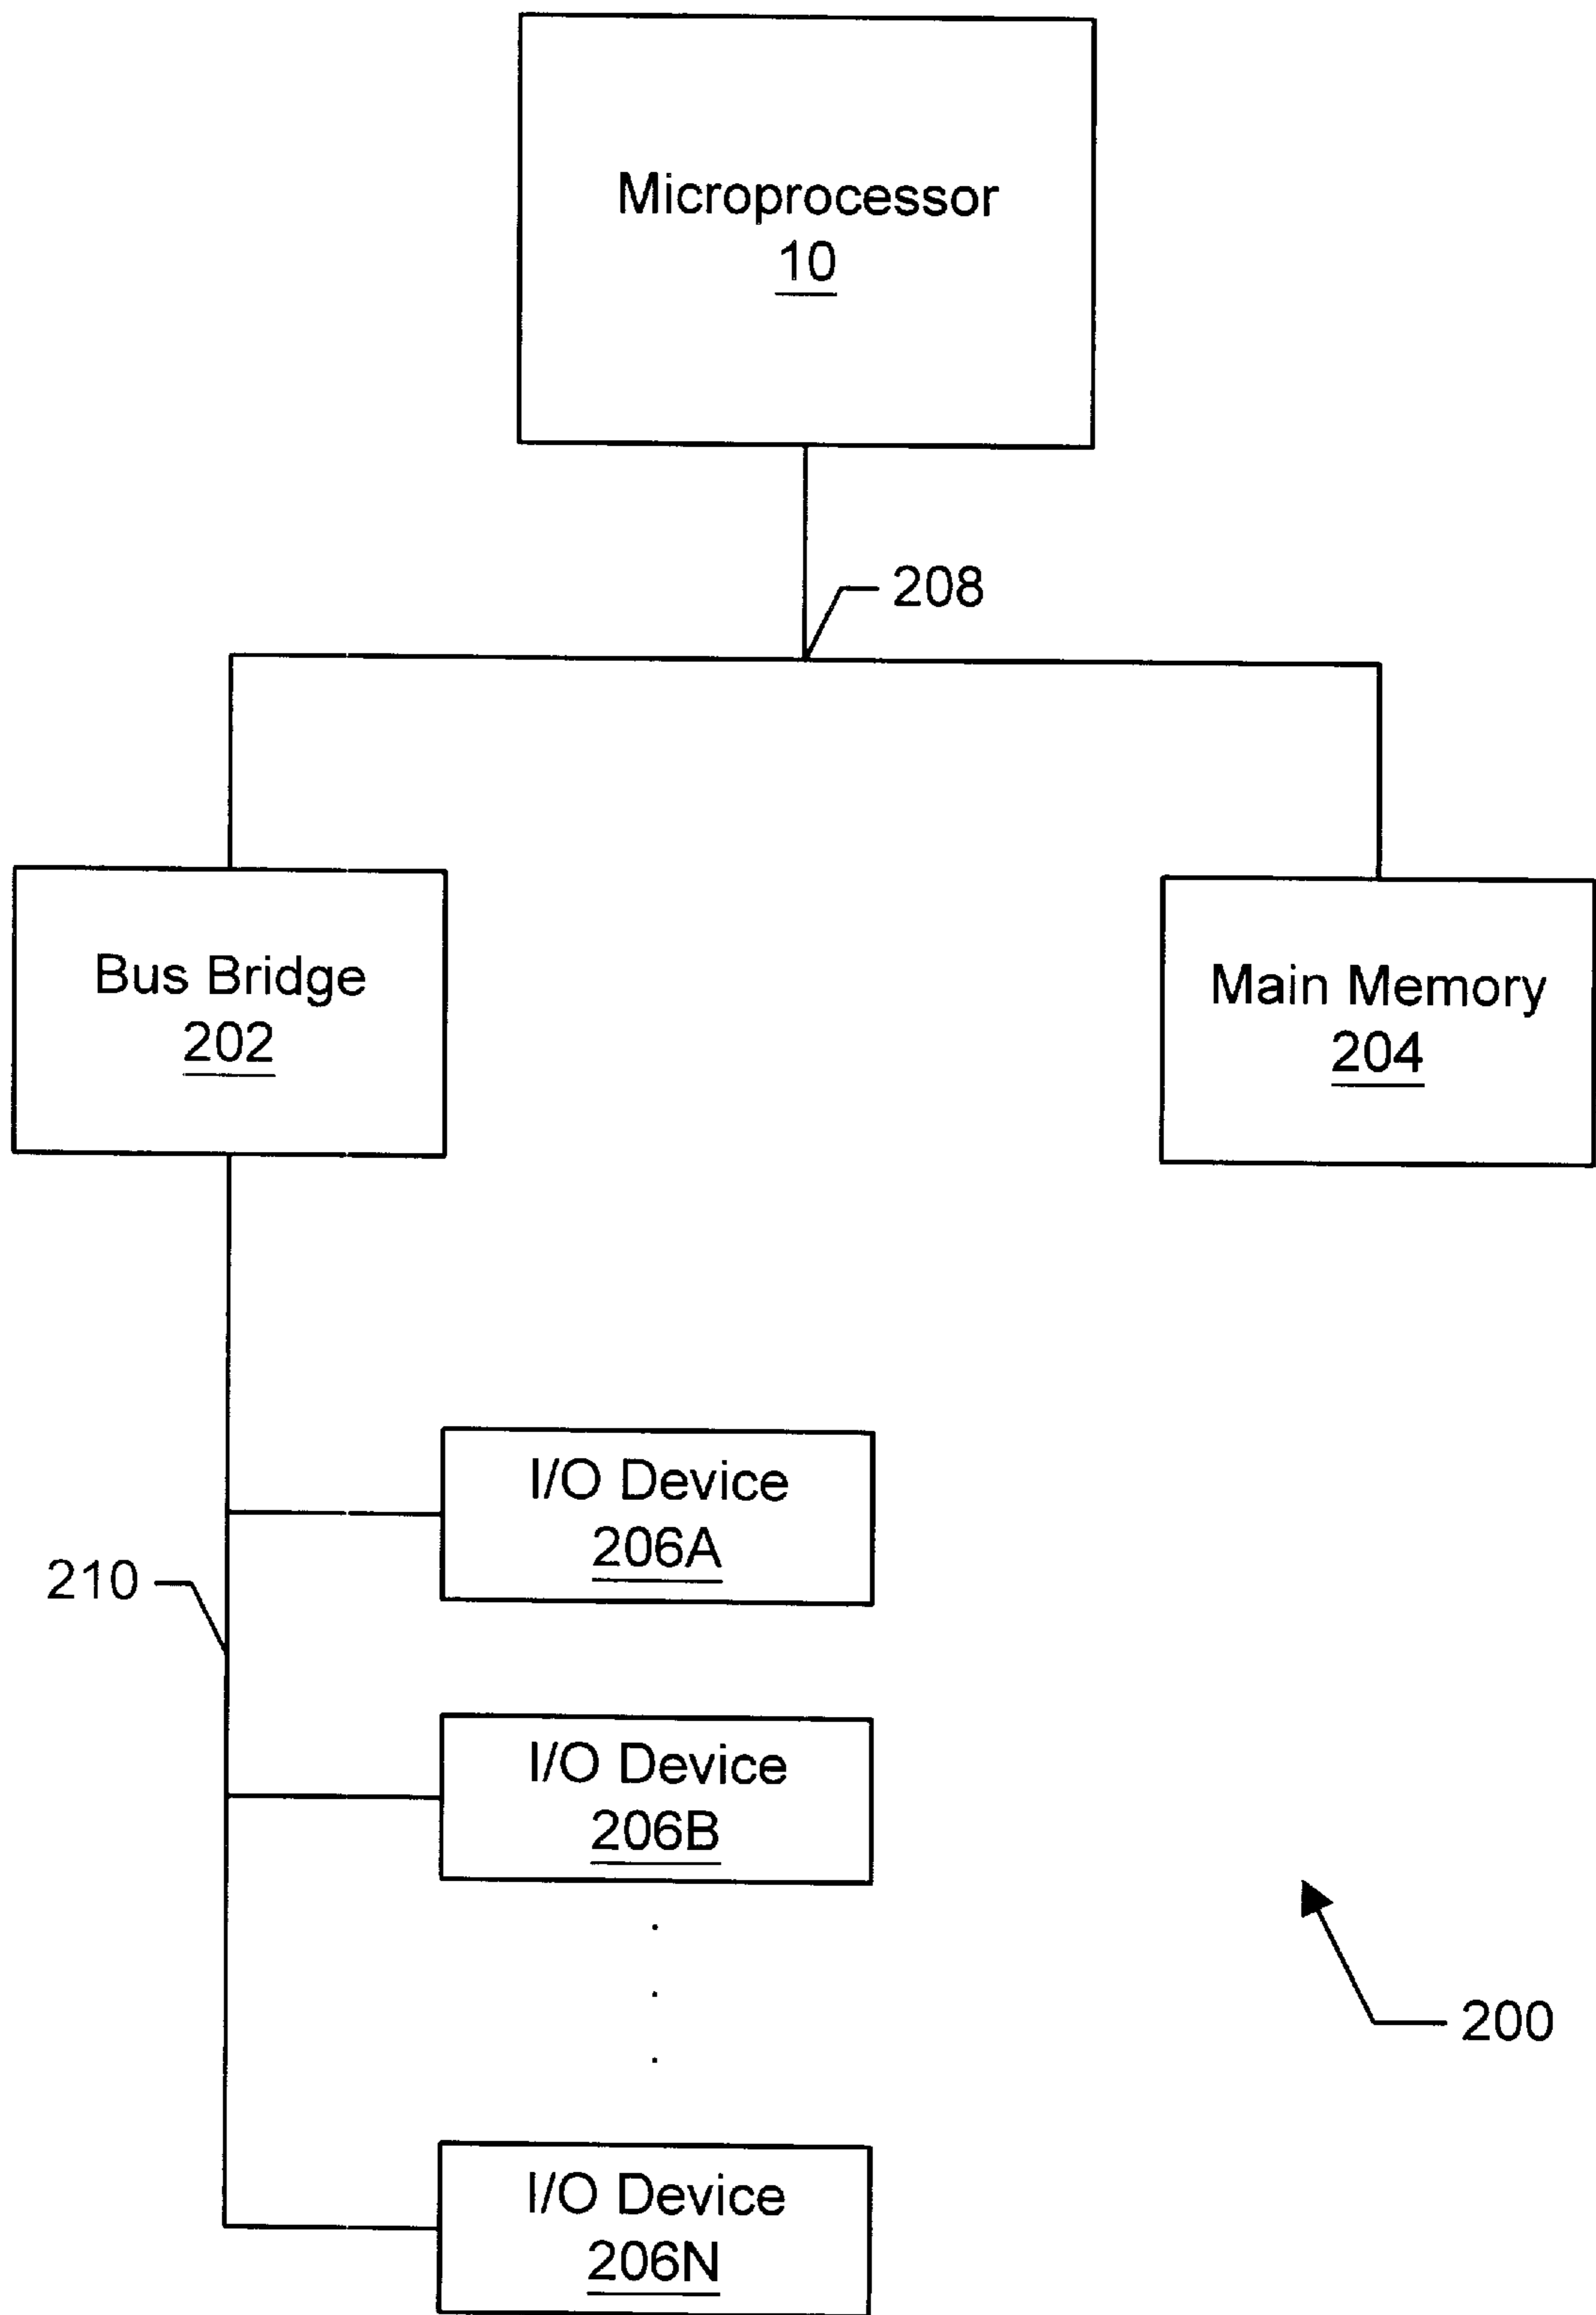 Microprocessor
10
208
Bus Bridge
202
Main Memory
204
I/O Device
206A
210
I/O Device
206B
200
I/O Device
206N